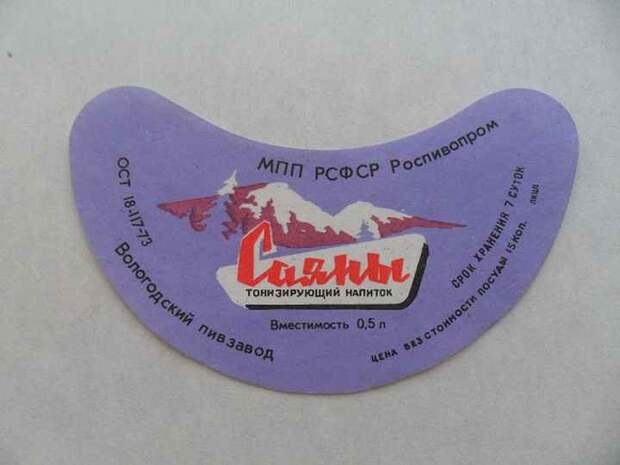 МПП РСФСР Роспивопром
ОСТ 18-117-73
Вологодский пивзавод
Саяны
ТОНИЗИРУЮЩИЙ НАПИТОК
Вместимость 0,5 л
СРОК ХРАНЕНИЯ 7 СУТОК
ЦЕНА БЕЗ СТОИМОСТИ ПОСУДЫ 15 КОП.